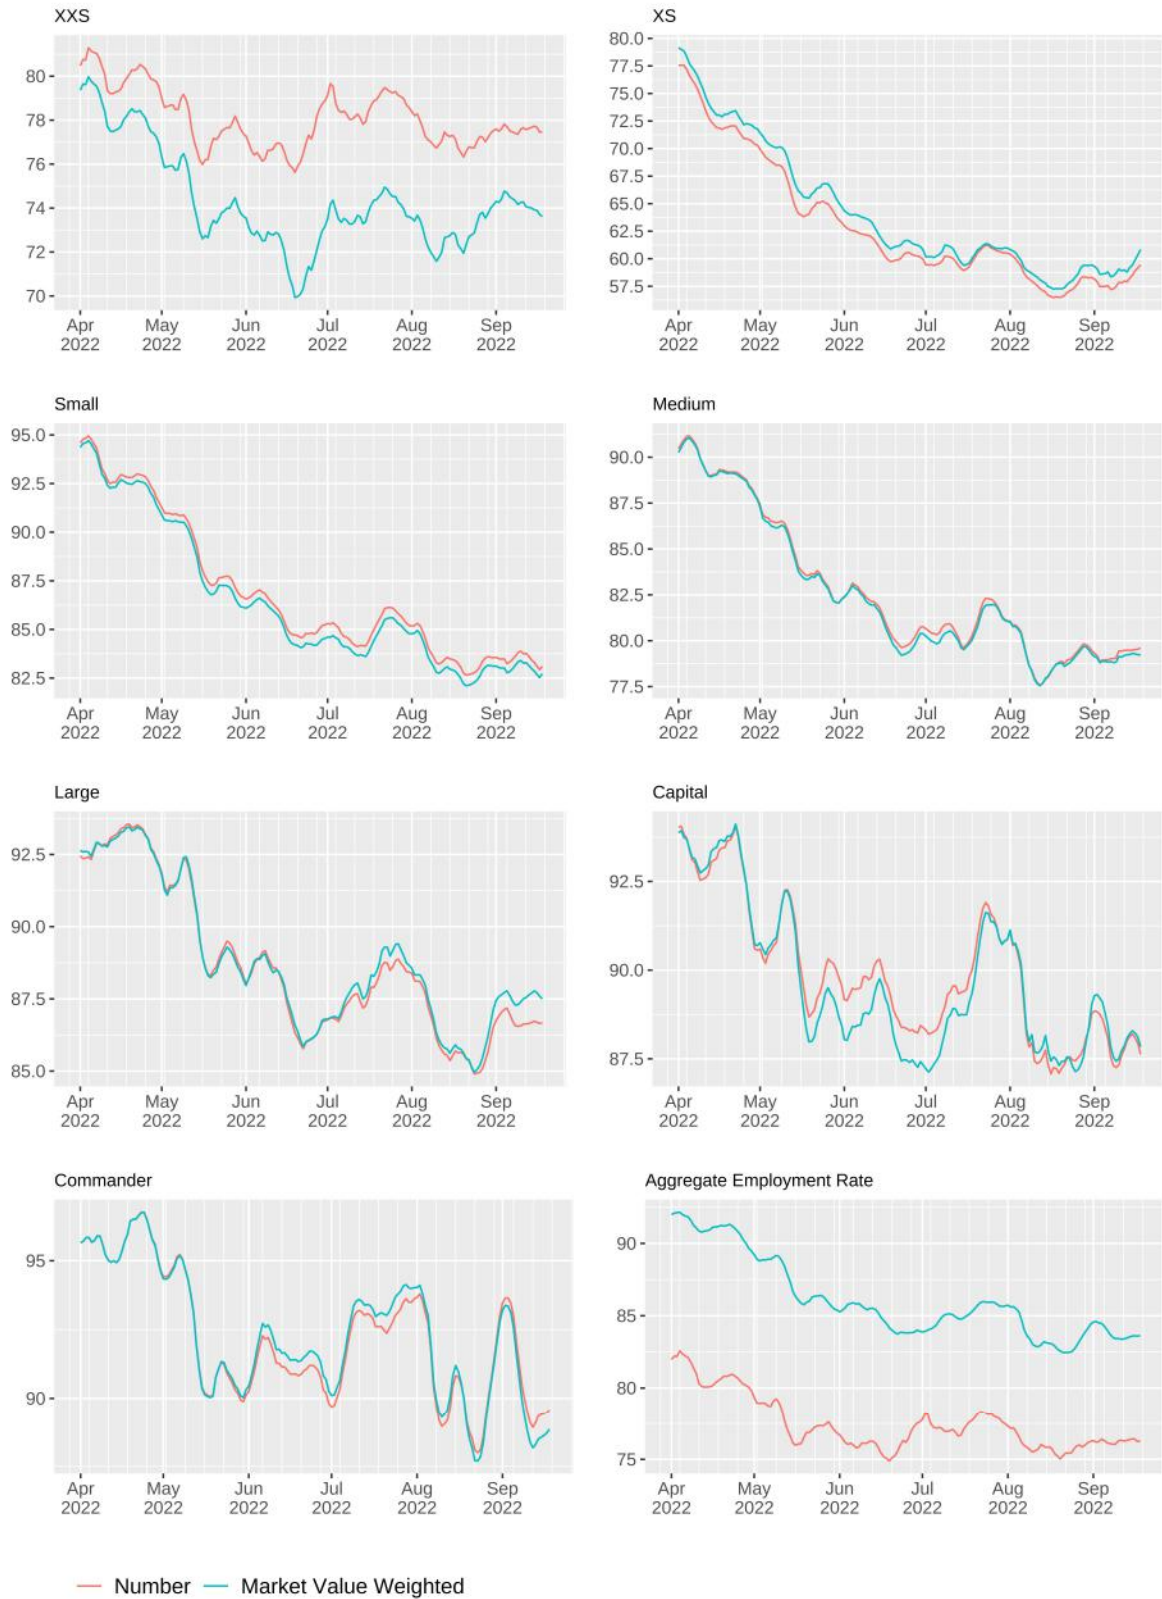 XXS
80
78
76
74
72
70
Apr May Jun Jul Aug Sep
2022 2022 2022 2022 2022 2022
XS
80.0
77.5
75.0
72.5
70.0
67.5
65.0
62.5
60.0
57.5
Apr May Jun Jul Aug Sep
2022 2022 2022 2022 2022 2022
Small
95.0
92.5
90.0
87.5
85.0
82.5
Apr May Jun Jul Aug Sep
2022 2022 2022 2022 2022 2022
Medium
90.0
87.5
85.0
82.5
80.0
77.5
Apr May Jun Jul Aug Sep
2022 2022 2022 2022 2022 2022
Large
92.5
90.0
87.5
85.0
Apr May Jun Jul Aug Sep
2022 2022 2022 2022 2022 2022
Capital
92.5
90.0
87.5
Apr May Jun Jul Aug Sep
2022 2022 2022 2022 2022 2022
Commander
95
90
Apr May Jun Jul Aug Sep
2022 2022 2022 2022 2022 2022
Aggregate Employment Rate
90
85
80
75
Apr May Jun Jul Aug Sep
2022 2022 2022 2022 2022 2022
Number Market Value Weighted